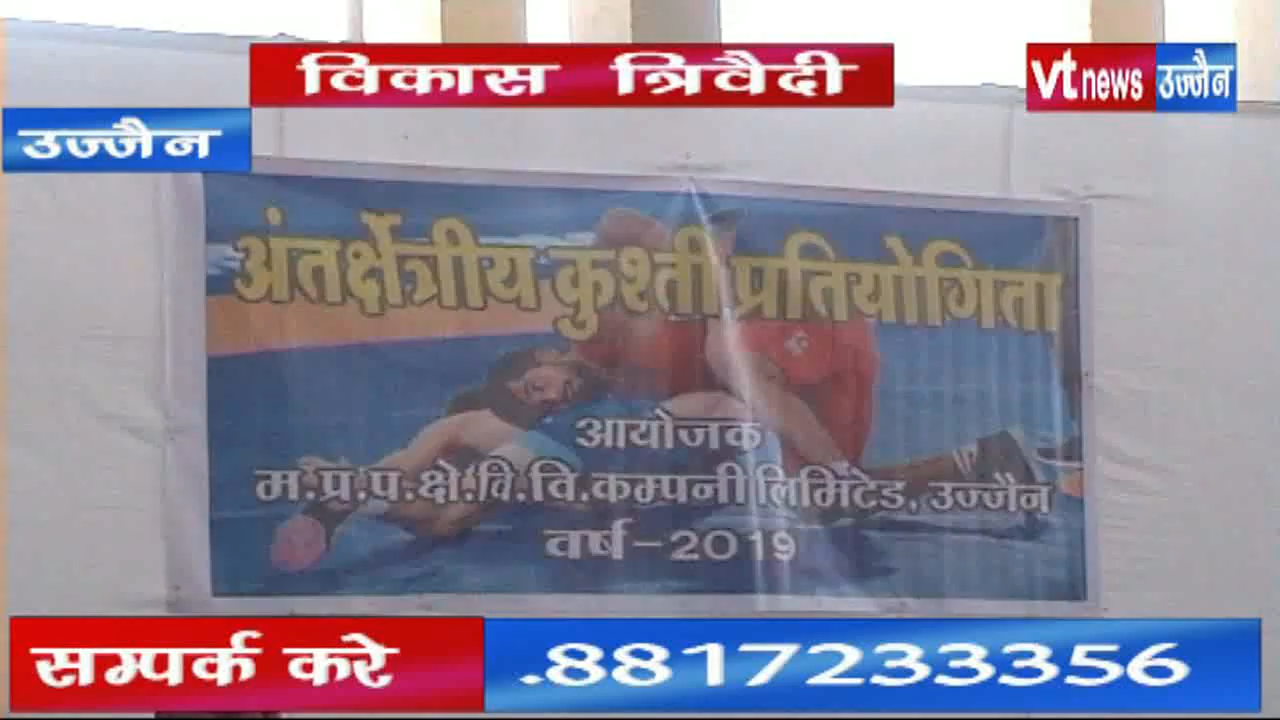 विकास त्रिवैदी
vt news उज्जैन
उज्जैन
अंतर्क्षेत्रीय कुश्ती प्रतियोगिता
आयोजक
म.प्र.प.क्षे.वि.वि.कम्पनी लिमिटेड, उज्जैन
वर्ष-2019
सम्पर्क करे .8817233356